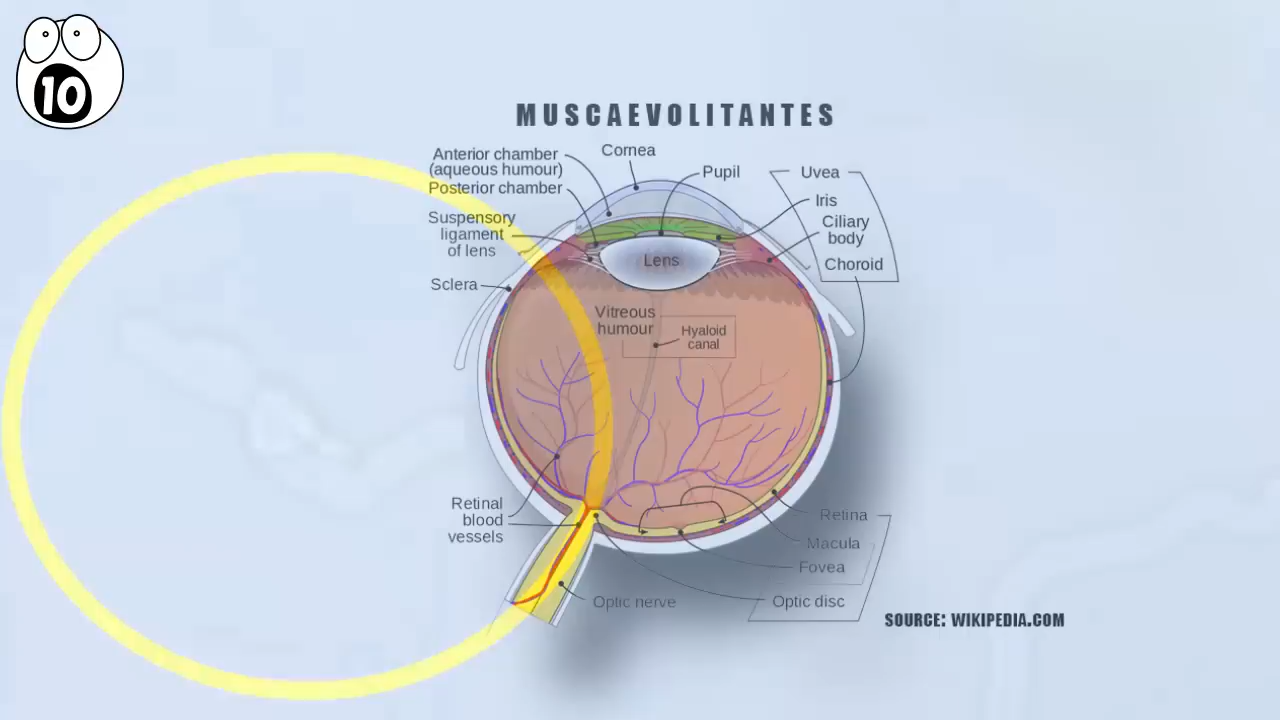 10
MUSCAEVOLITANTES
Anterior chamber
(aqueous humour)
Posterior chamber
Cornea
Pupil
Uvea
Iris
Ciliary
body
Choroid
Suspensory
ligament
of lens
Sclera
Lens
Vitreous
humour
Hyaloid
canal
Retinal
blood
vessels
Optic nerve
Retina
Macula
Fovea
Optic disc
SOURCE: WIKIPEDIA.COM